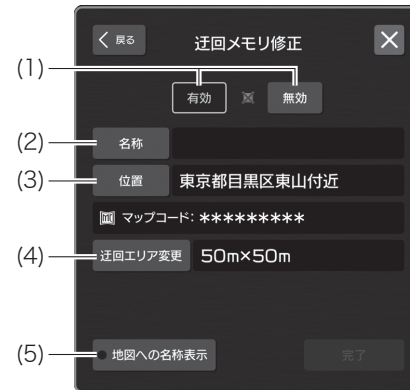 戻る 迂回メモリ修正
(1)
有効 無効
(2) 名称
(3) 位置 東京都目黒区東山付近
マップコード: *********
(4) 迂回エリア変更 50m×50m
(5) 地図への名称表示 完了